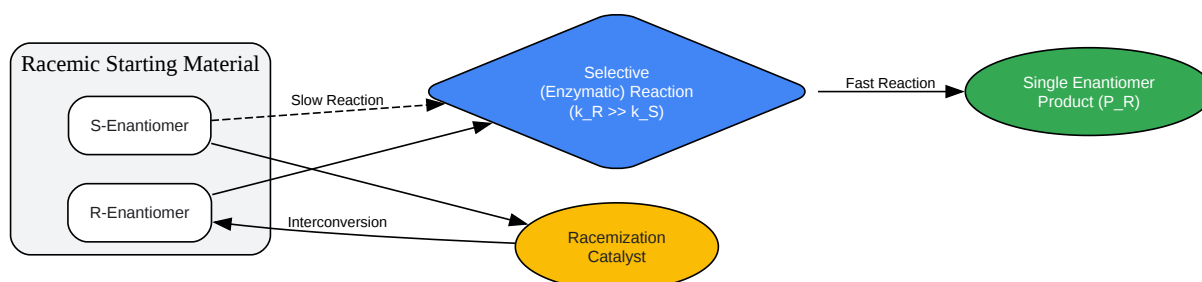 Racemic Starting Material
S-Enantiomer
R-Enantiomer
Slow Reaction
Interconversion
Selective
(Enzymatic) Reaction
(k_R >> k_S)
Racemization
Catalyst
Fast Reaction
Single Enantiomer
Product (P_R)